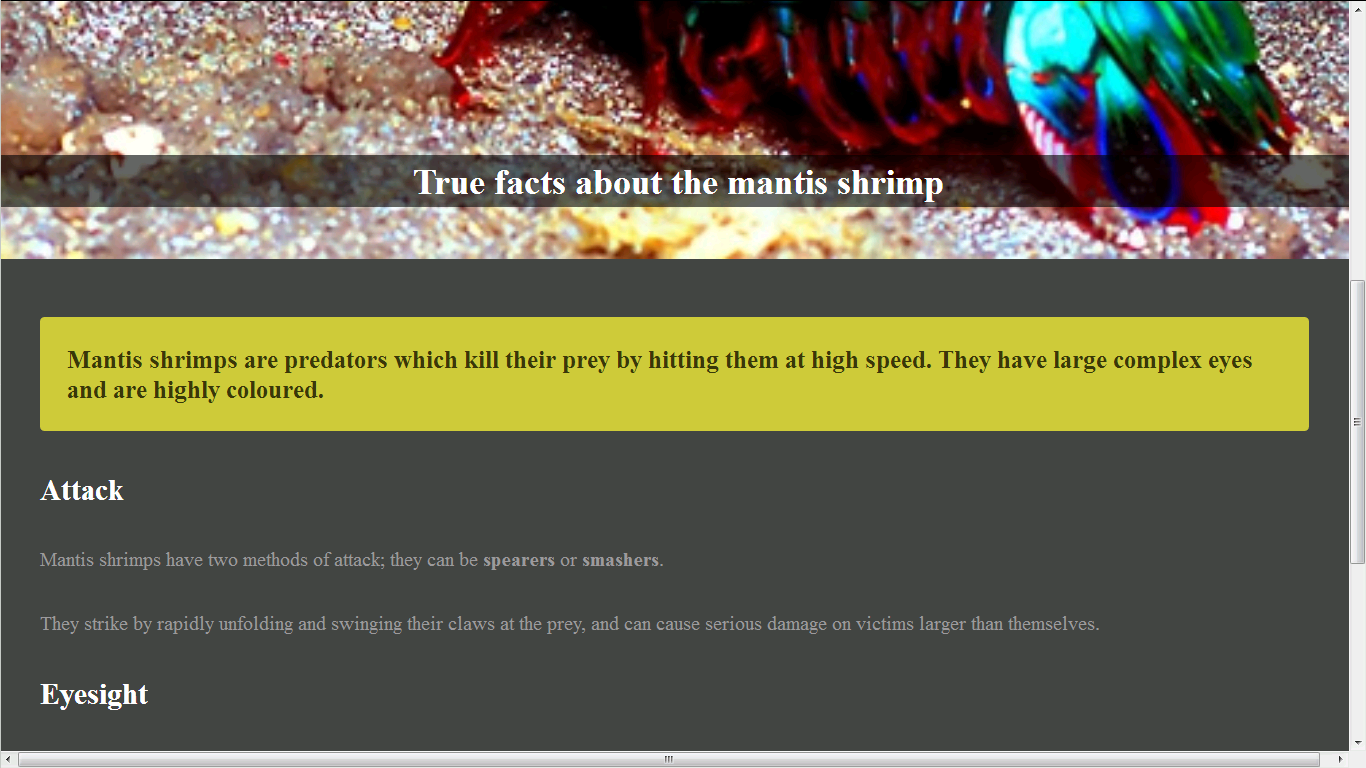 True facts about the mantis shrimp
Mantis shrimps are predators which kill their prey by hitting them at high speed. They have large complex eyes
and are highly coloured.
Attack
Mantis shrimps have two methods of attack; they can be spearers or smashers.
They strike by rapidly unfolding and swinging their claws at the prey, and can cause serious damage on victims larger than themselves.
Eyesight